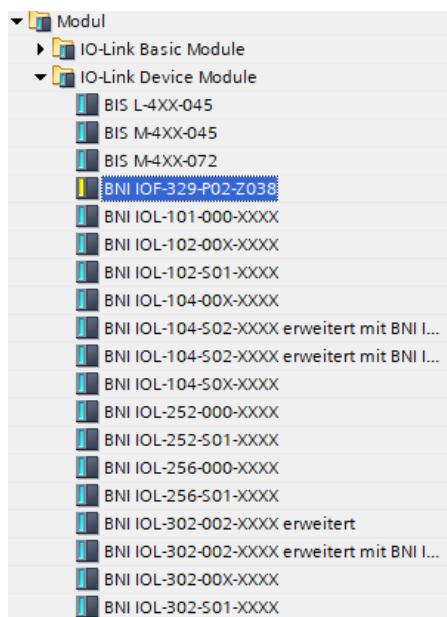 Modul
IO-Link Basic Module
IO-Link Device Module
BIS L-4XX-045
BIS M-4XX-045
BIS M-4XX-072
BNI IOF-329-P02-Z038
BNI IOL-101-000-XXXX
BNI IOL-102-00X-XXXX
BNI IOL-102-S01-XXXX
BNI IOL-104-00X-XXXX
BNI IOL-104-S02-XXXX erweitert mit BNI I...
BNI IOL-104-S02-XXXX erweitert mit BNI I...
BNI IOL-104-S0X-XXXX
BNI IOL-252-000-XXXX
BNI IOL-252-S01-XXXX
BNI IOL-256-000-XXXX
BNI IOL-256-S01-XXXX
BNI IOL-302-002-XXXX erweitert
BNI IOL-302-002-XXXX erweitert mit BNI I...
BNI IOL-302-00X-XXXX
BNI IOL-302-S01-XXXX